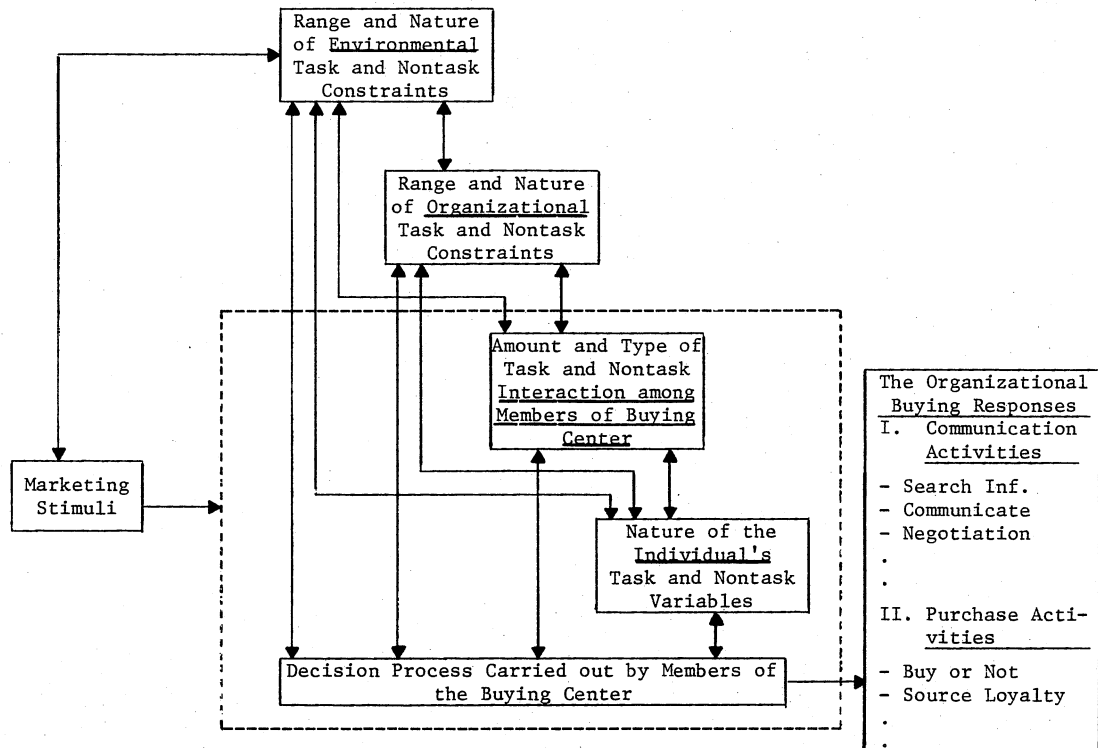 Range and Nature
of Environmental
Task and Nontask
Constraints
Range and Nature
of Organizational
Task and Nontask
Constraints
Amount and Type of
Task and Nontask
Interaction among
Members of Buying
Center
Marketing
Stimuli
Nature of the
Individual's
Task and Nontask
Variables
Decision Process Carried out by Members of
the Buying Center
The Organizational
Buying Responses
I. Communication
Activities
- Search Inf.
- Communicate
- Negotiation
.
.
II. Purchase Acti-
vities
- Buy or Not
- Source Loyalty
.
.